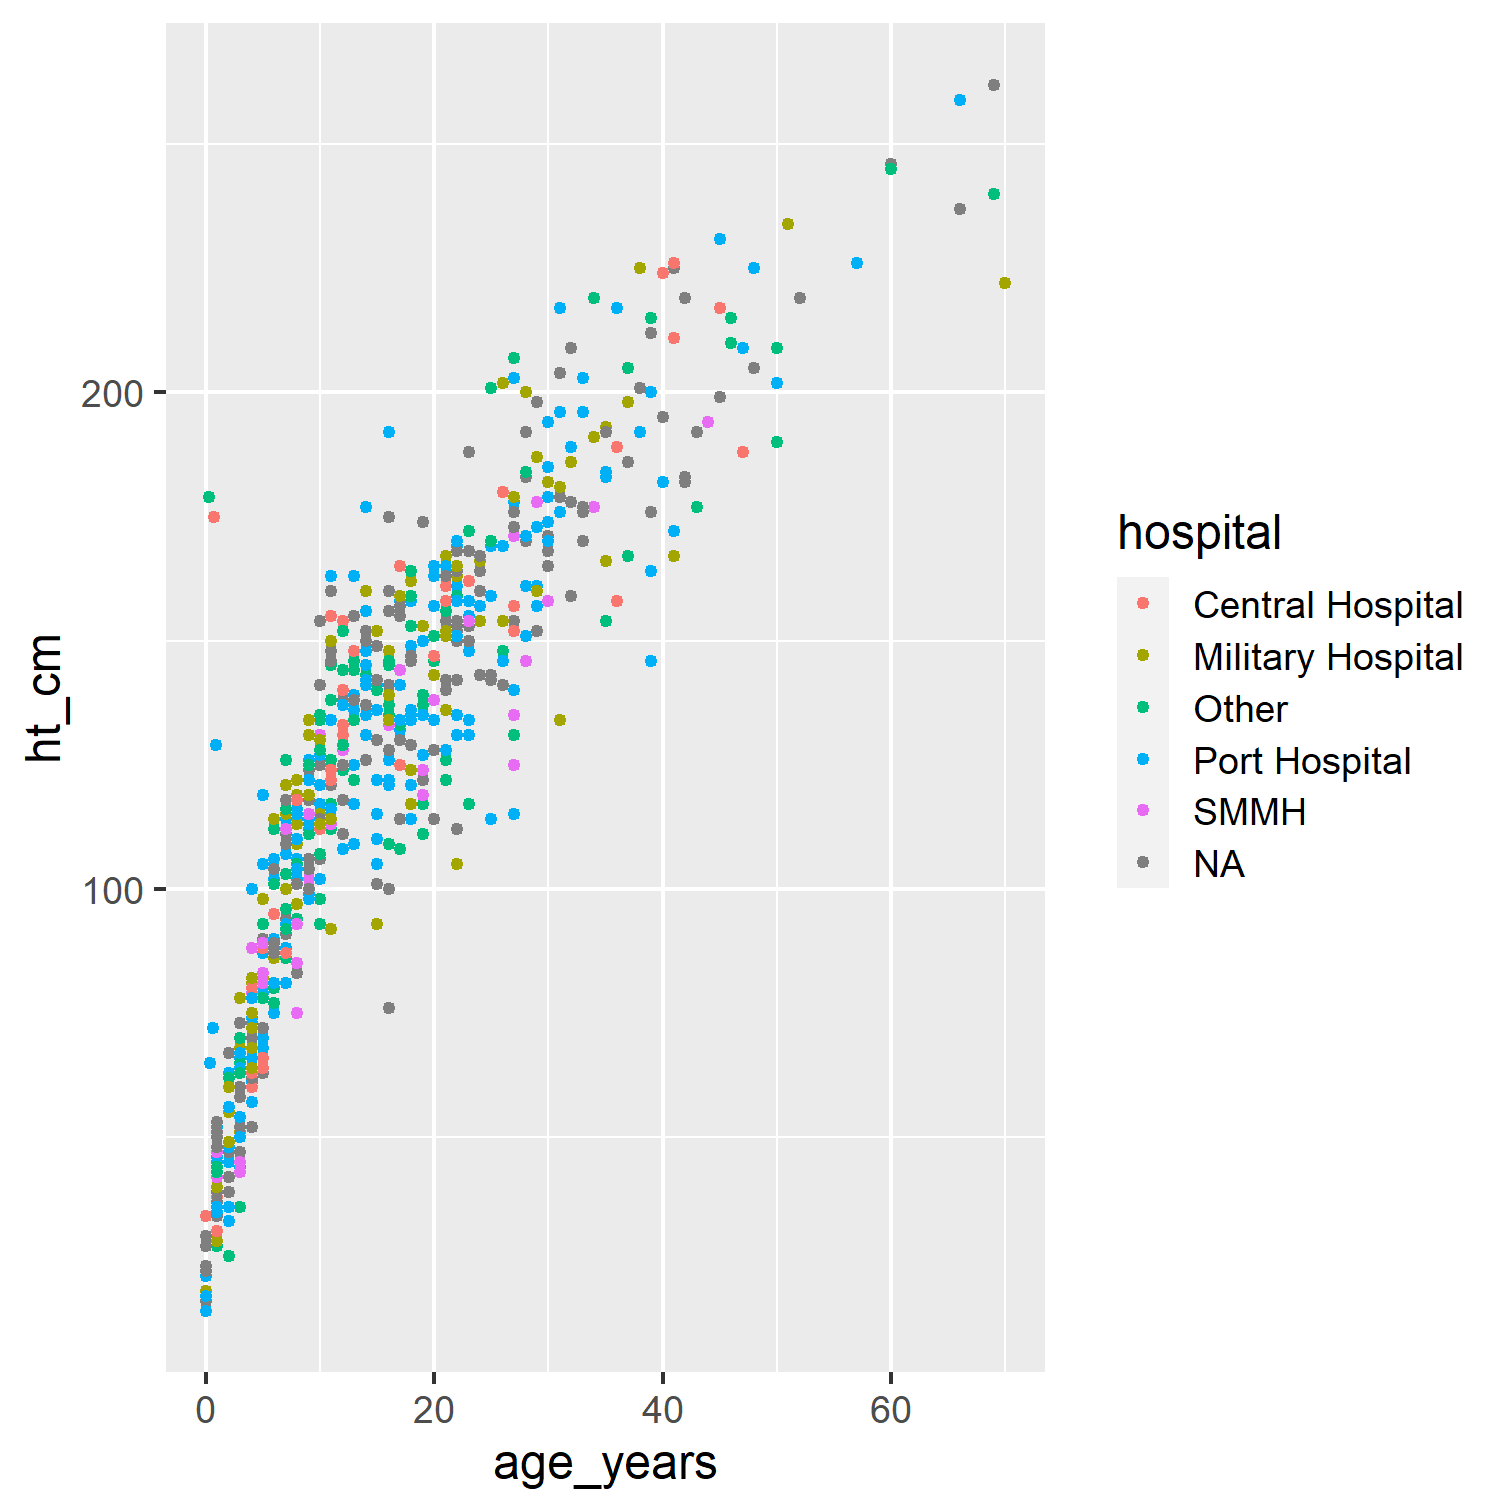 200
100
ht_cm
0 20 40 60
age_years
hospital
Central Hospital
Military Hospital
Other
Port Hospital
SMMH
NA